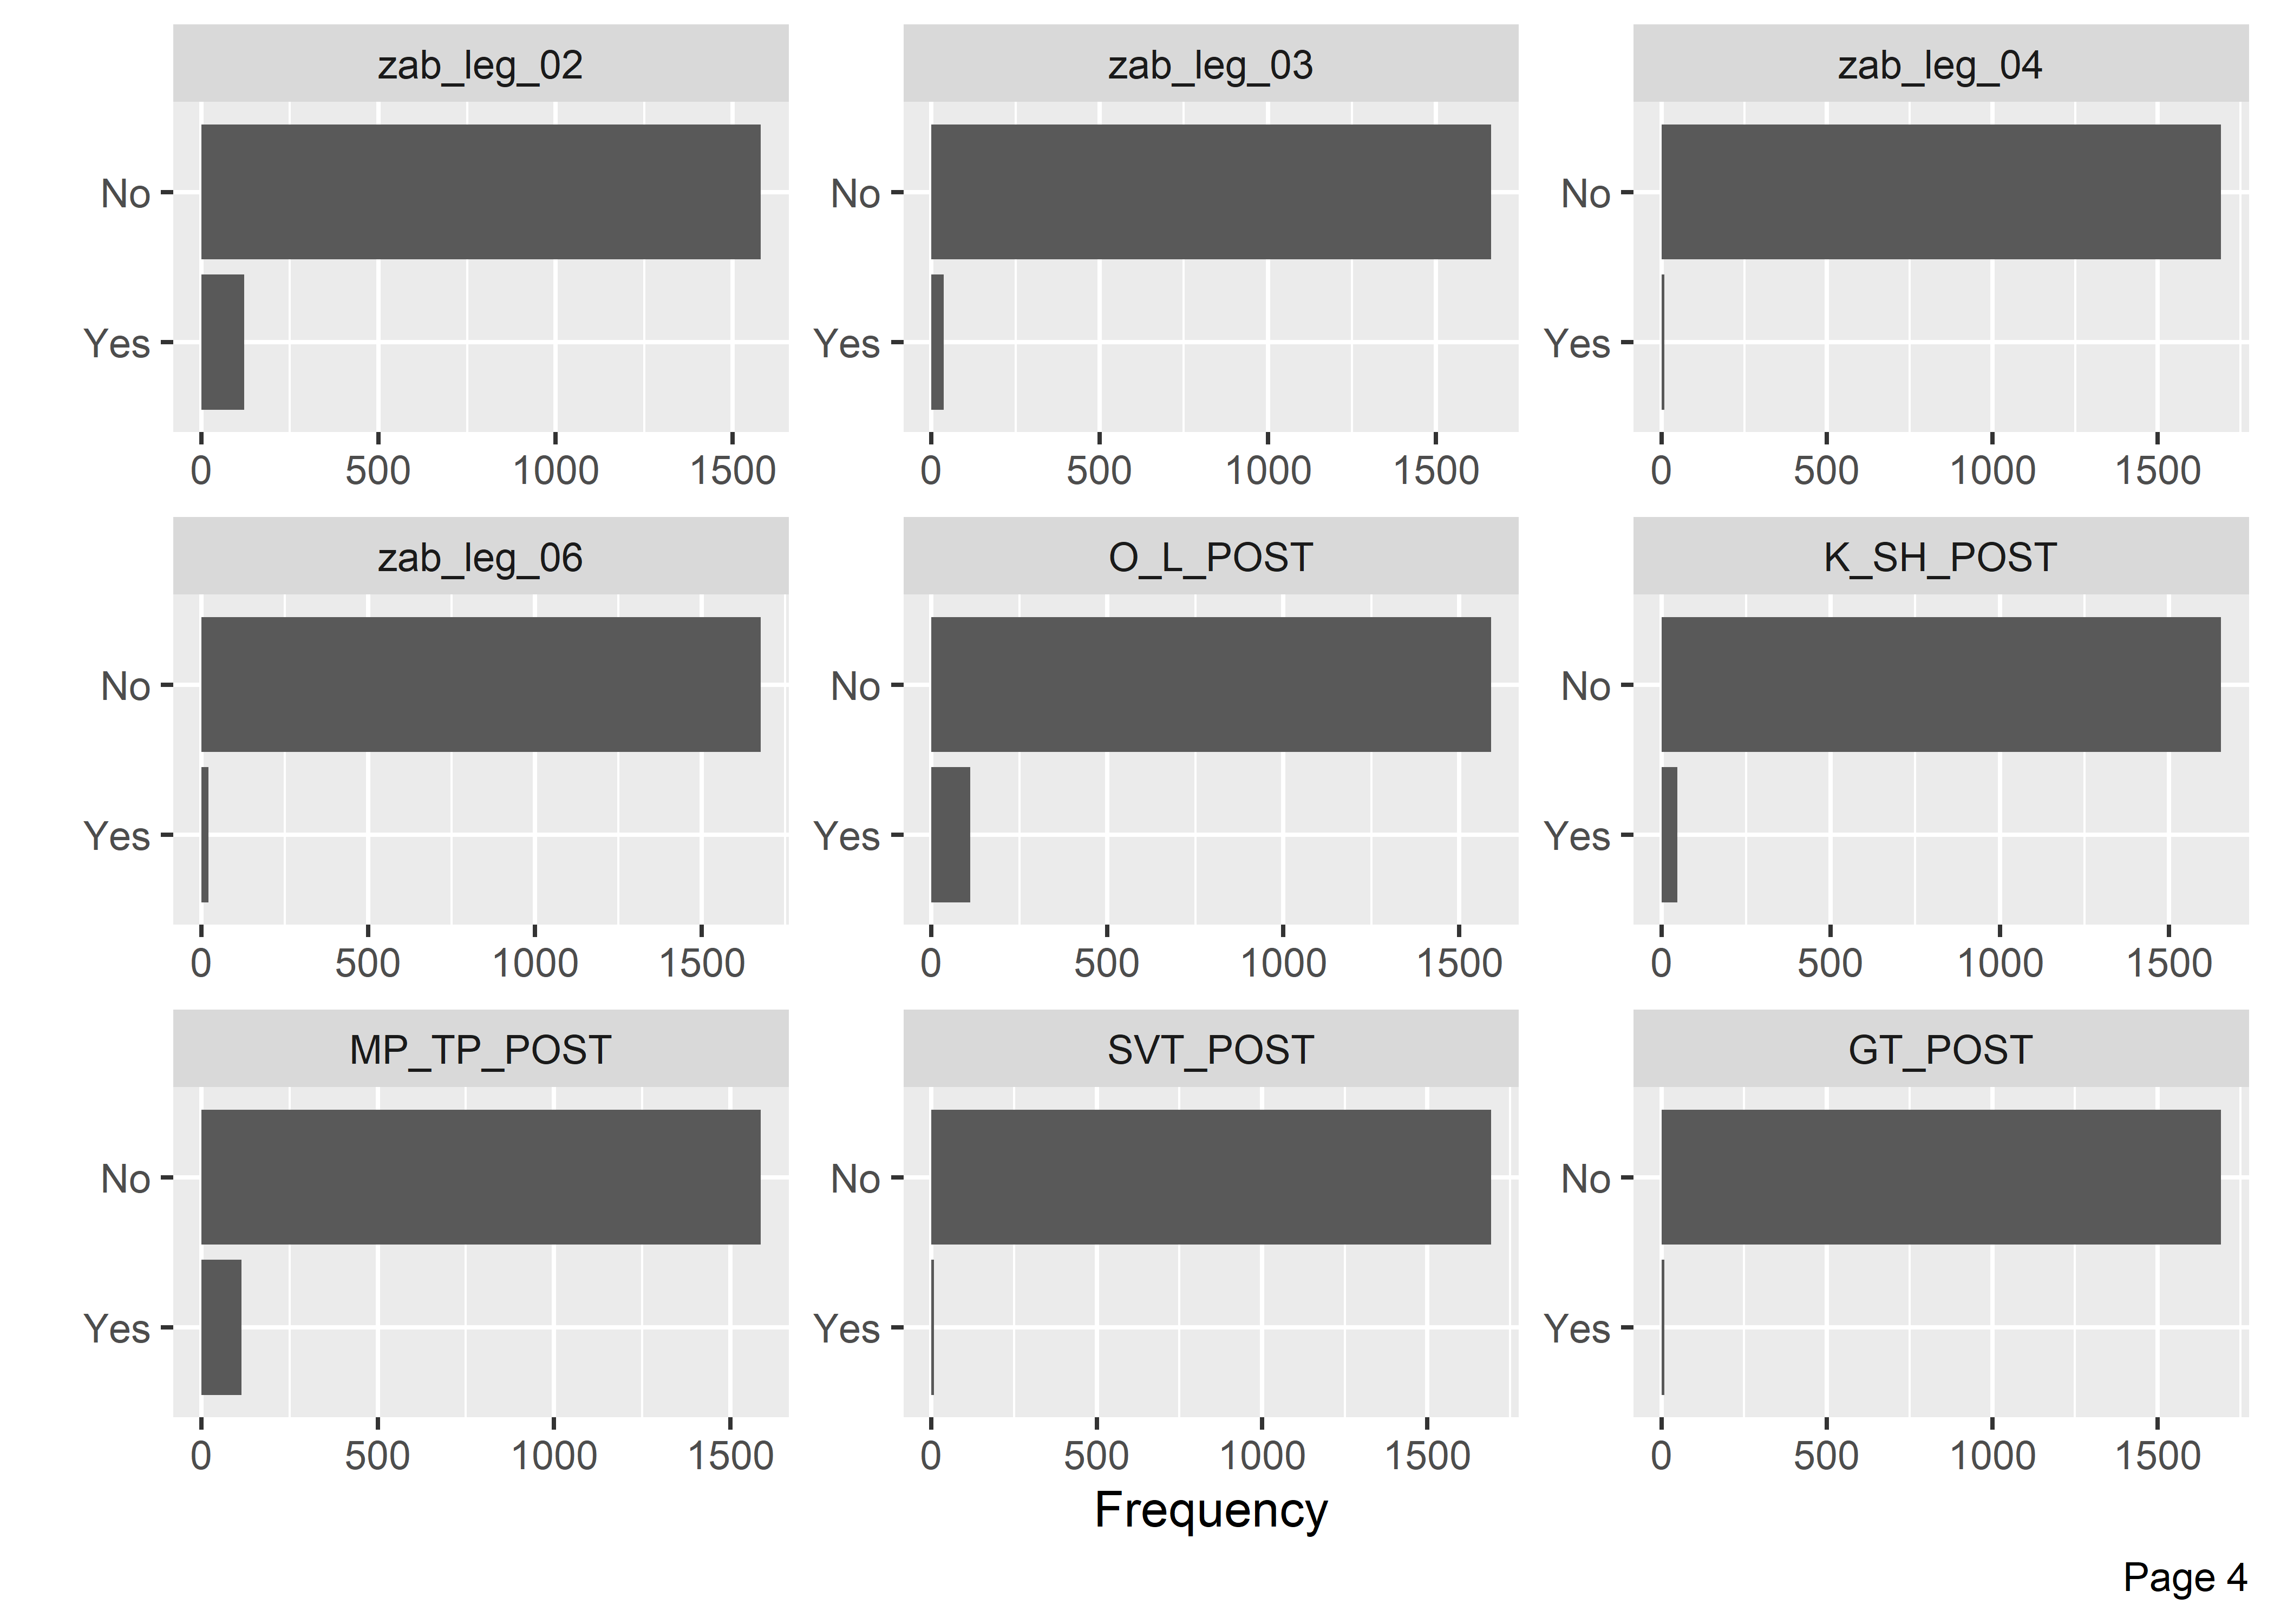 zab_leg_02 zab_leg_03 zab_leg_04
No No No
Yes Yes Yes
0 500 1000 1500 0 500 1000 1500 0 500 1000 1500
zab_leg_06 O_L_POST K_SH_POST
No No No
Yes Yes Yes
0 500 1000 1500 0 500 1000 1500 0 500 1000 1500
MP_TP_POST SVT_POST GT_POST
No No No
Yes Yes Yes
0 500 1000 1500 0 500 1000 1500 0 500 1000 1500
Frequency
Page 4